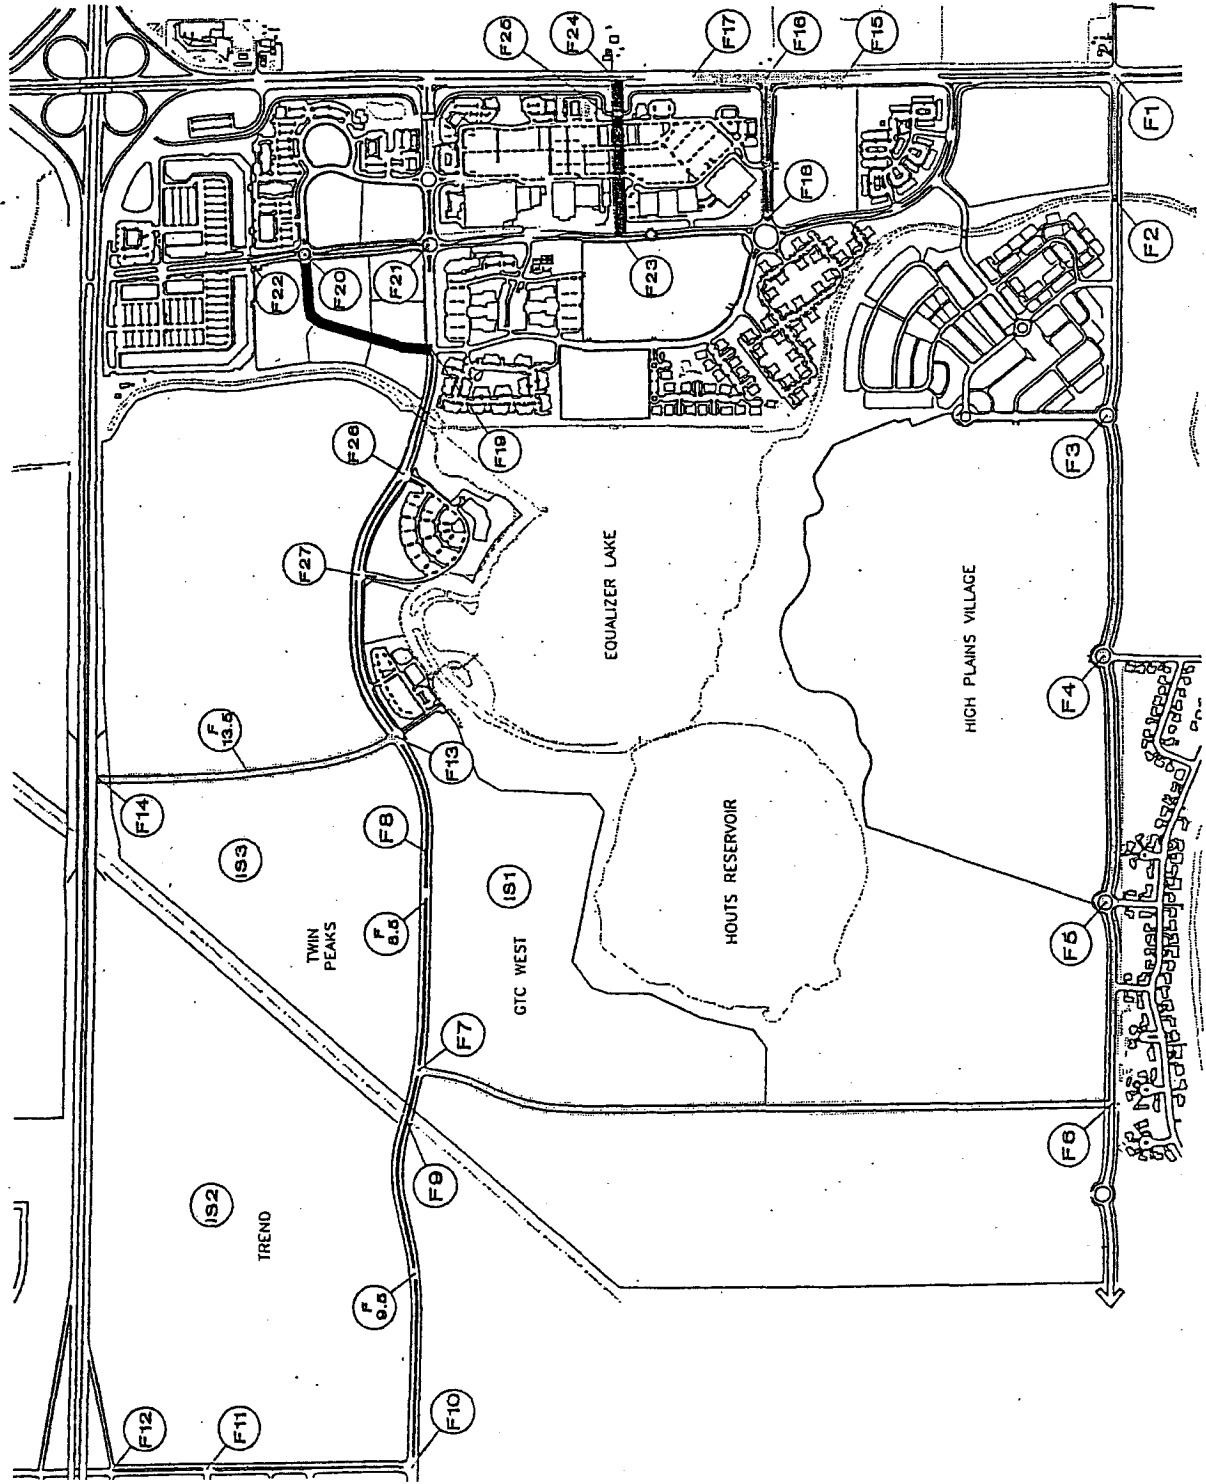 F12
F14
IS2
F
13.5
F11
IS3
TREND
F22
F27
TWIN
PEAKS
F20
F26
F
9.5
F
8.5
F8
F21
F9
F13
F10
F7
F19
IS1
F25
GTC WEST
F24
EQUALIZER LAKE
F23
HOUTS RESERVOIR
F17
F16
F18
F15
HIGH PLAINS VILLAGE
F6
F5
F4
F3
F2
F1